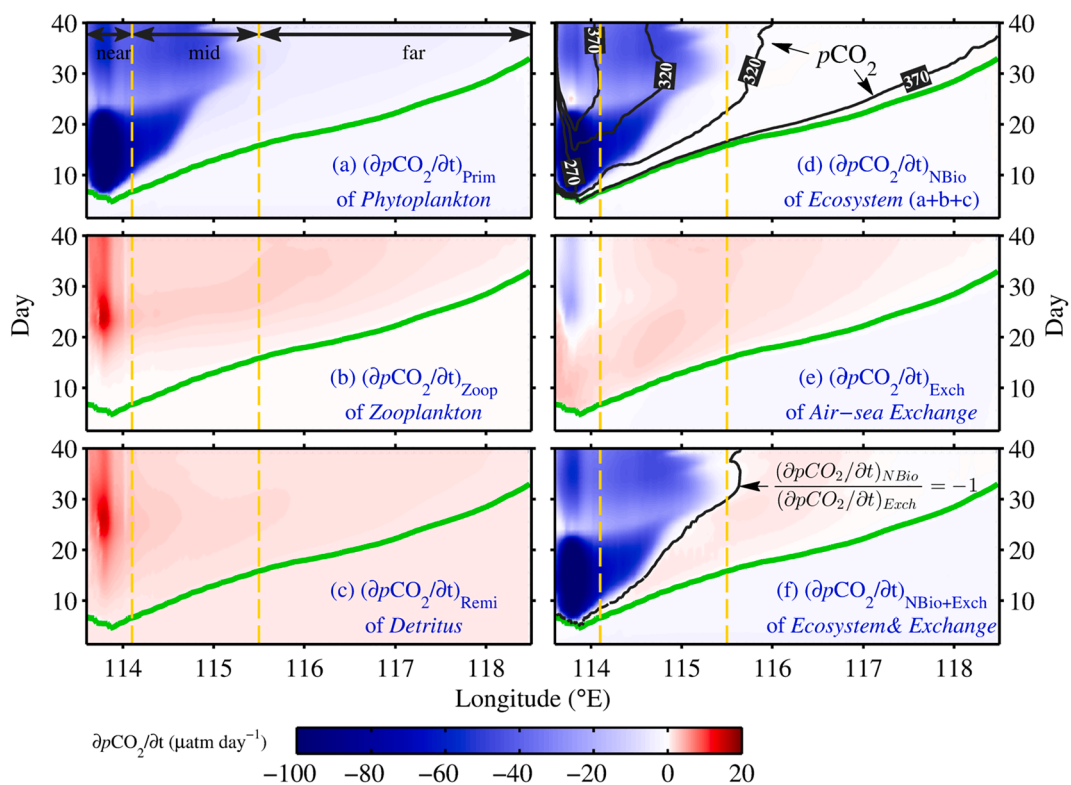 40
30
20
10
near
mid
far
(a) (∂pCO₂/∂t)Prim
of Phytoplankton
370
320
320
pCO₂
370
270
40
30
20
10
(d) (∂pCO₂/∂t)NBio
of Ecosystem (a+b+c)
Day
40
30
20
10
(b) (∂pCO₂/∂t)Zoop
of Zooplankton
(e) (∂pCO₂/∂t)Exch
of Air−sea Exchange
40
30
20
10
Day
40
30
20
10
(c) (∂pCO₂/∂t)Remi
of Detritus
(∂pCO₂/∂t)NBio
(∂pCO₂/∂t)Exch
= −1
(f) (∂pCO₂/∂t)NBio+Exch
of Ecosystem& Exchange
40
30
20
10
114 115 116 117 118
114 115 116 117 118
Longitude (°E)
∂pCO₂/∂t (μatm day⁻¹)
−100 −80 −60 −40 −20 0 20